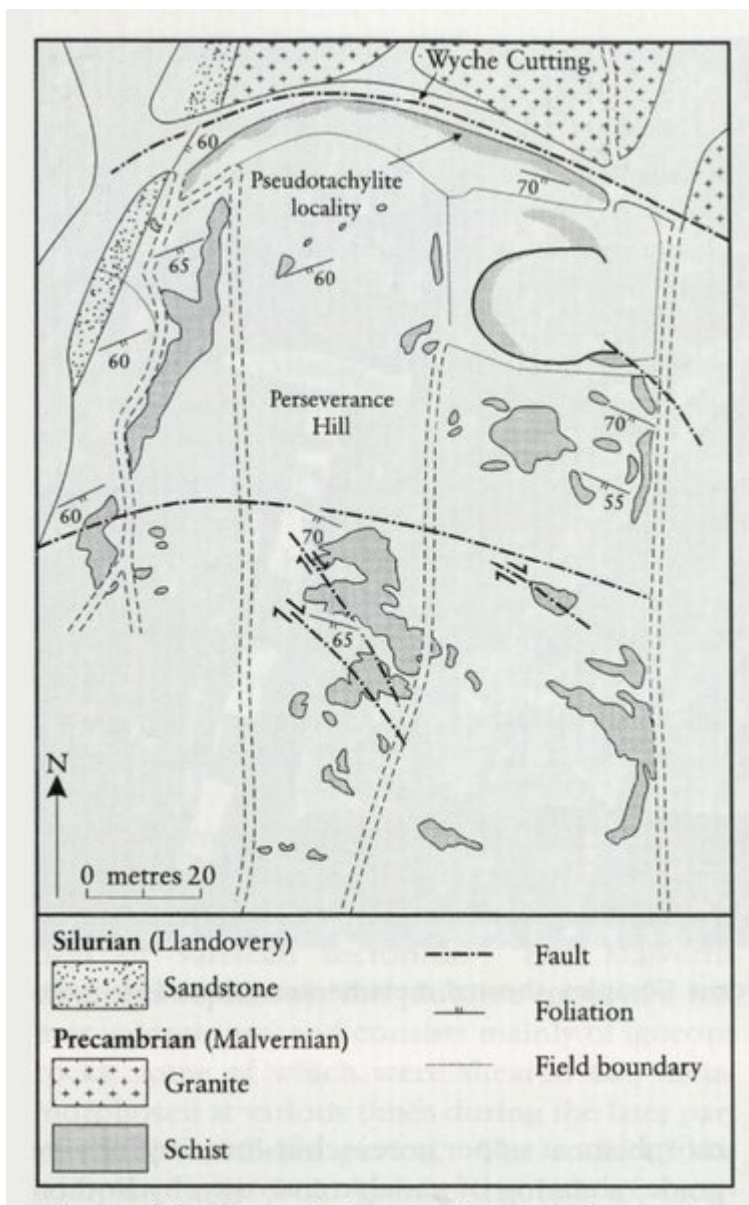 Wyche Cutting
60
Pseudotachylite
locality
70
65
60
60
Perseverance
Hill
70
60
55
70
65
N
0 metres 20
Silurian (Llandovery)
Sandstone
Precambrian (Malvernian)
Granite
Schist
Fault
Foliation
Field boundary